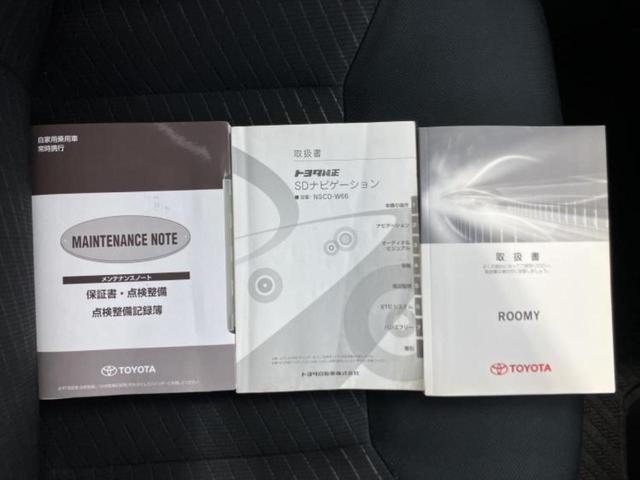 自家用乗用車
常時携行
MAINTENANCE NOTE
メンテナンスノート
保証書・点検整備
点検整備記録簿
TOYOTA
取扱書
トヨタ純正
SDナビゲーション
■ 型番: NSCD-W66
ナビゲーション
オーディオ&
ビジュアル
ETCシステム
トヨタ自動車株式会社
取扱書
ROOMY
TOYOTA